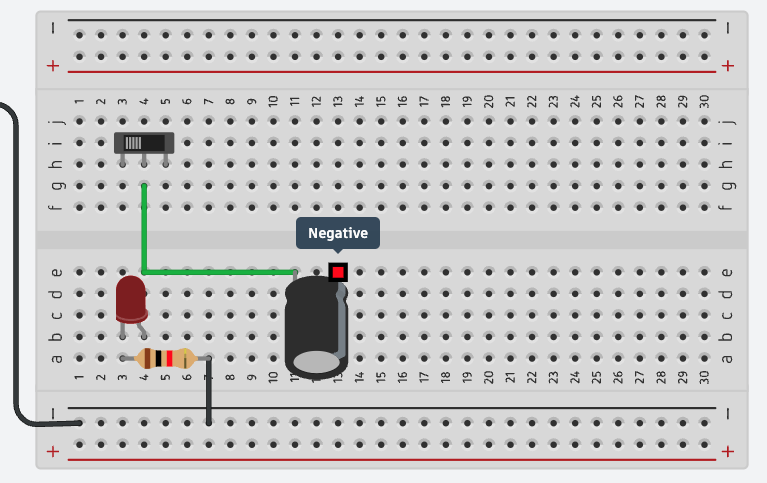 − −
+ +
1 2 3 4 5 6 7 8 9 10 11 12 13 14 15 16 17 18 19 20 21 22 23 24 25 26 27 28 29 30
j j
i i
h h
g g
f f
Negative
e e
d d
c c
b b
a a
1 2 3 4 5 6 7 8 9 10 11 12 13 14 15 16 17 18 19 20 21 22 23 24 25 26 27 28 29 30
− −
+ +